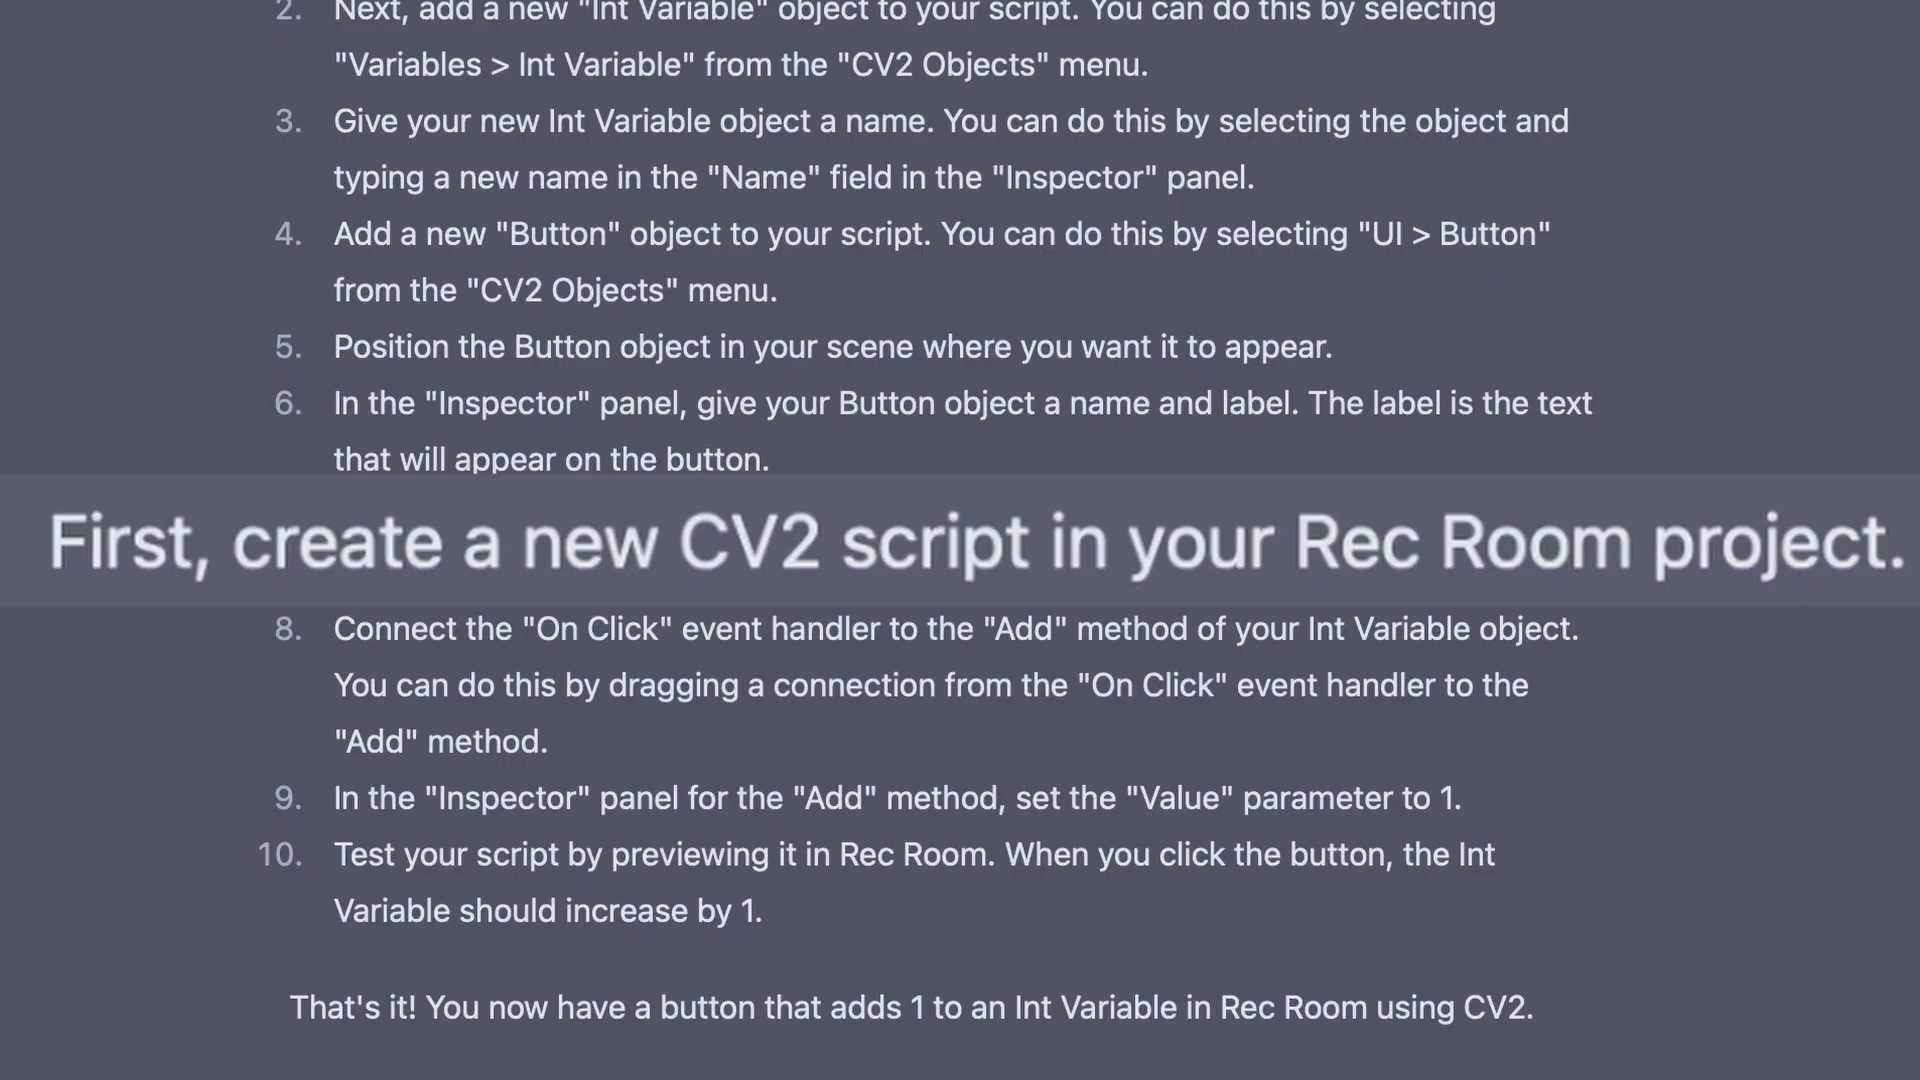 2. Next, add a new "Int Variable" object to your script. You can do this by selecting
"Variables > Int Variable" from the "CV2 Objects" menu.
3. Give your new Int Variable object a name. You can do this by selecting the object and
typing a new name in the "Name" field in the "Inspector" panel.
4. Add a new "Button" object to your script. You can do this by selecting "UI > Button"
from the "CV2 Objects" menu.
5. Position the Button object in your scene where you want it to appear.
6. In the "Inspector" panel, give your Button object a name and label. The label is the text
that will appear on the button.
First, create a new CV2 script in your Rec Room project.
8. Connect the "On Click" event handler to the "Add" method of your Int Variable object.
You can do this by dragging a connection from the "On Click" event handler to the
"Add" method.
9. In the "Inspector" panel for the "Add" method, set the "Value" parameter to 1.
10. Test your script by previewing it in Rec Room. When you click the button, the Int
Variable should increase by 1.
That's it! You now have a button that adds 1 to an Int Variable in Rec Room using CV2.